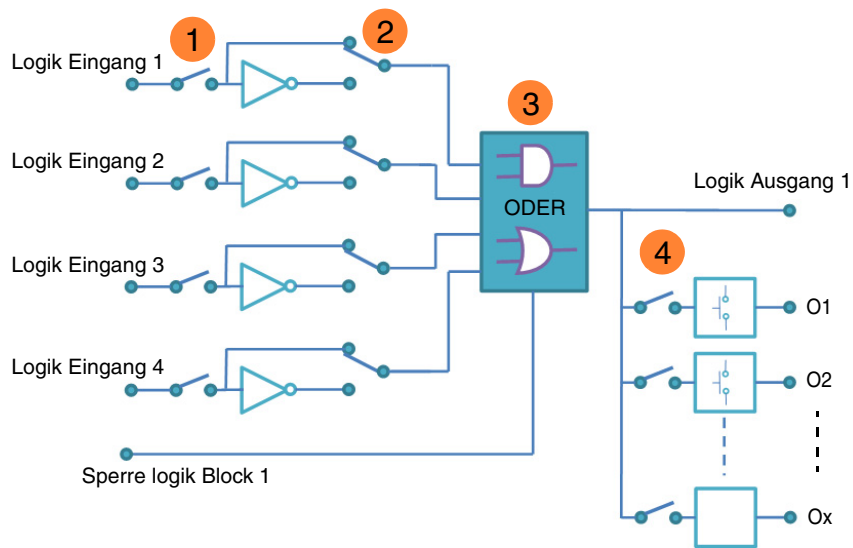 1
2
Logik Eingang 1
3
Logik Eingang 2
ODER
Logik Ausgang 1
4
Logik Eingang 3
O1
Logik Eingang 4
O2
Sperre logik Block 1
Ox